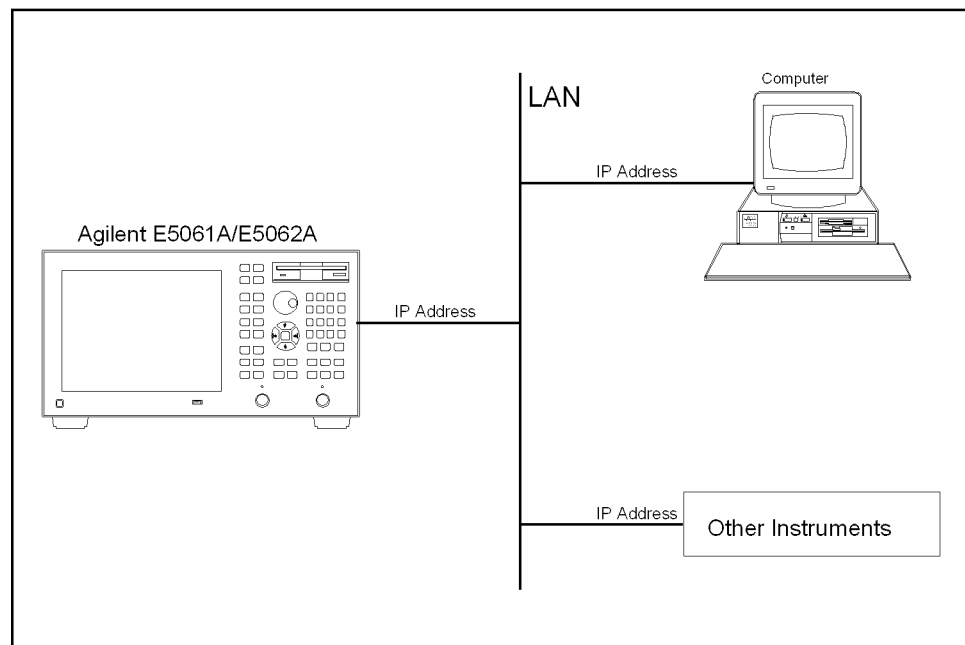 Computer
LAN
IP Address
Agilent E5061A/E5062A
IP Address
IP Address
Other Instruments